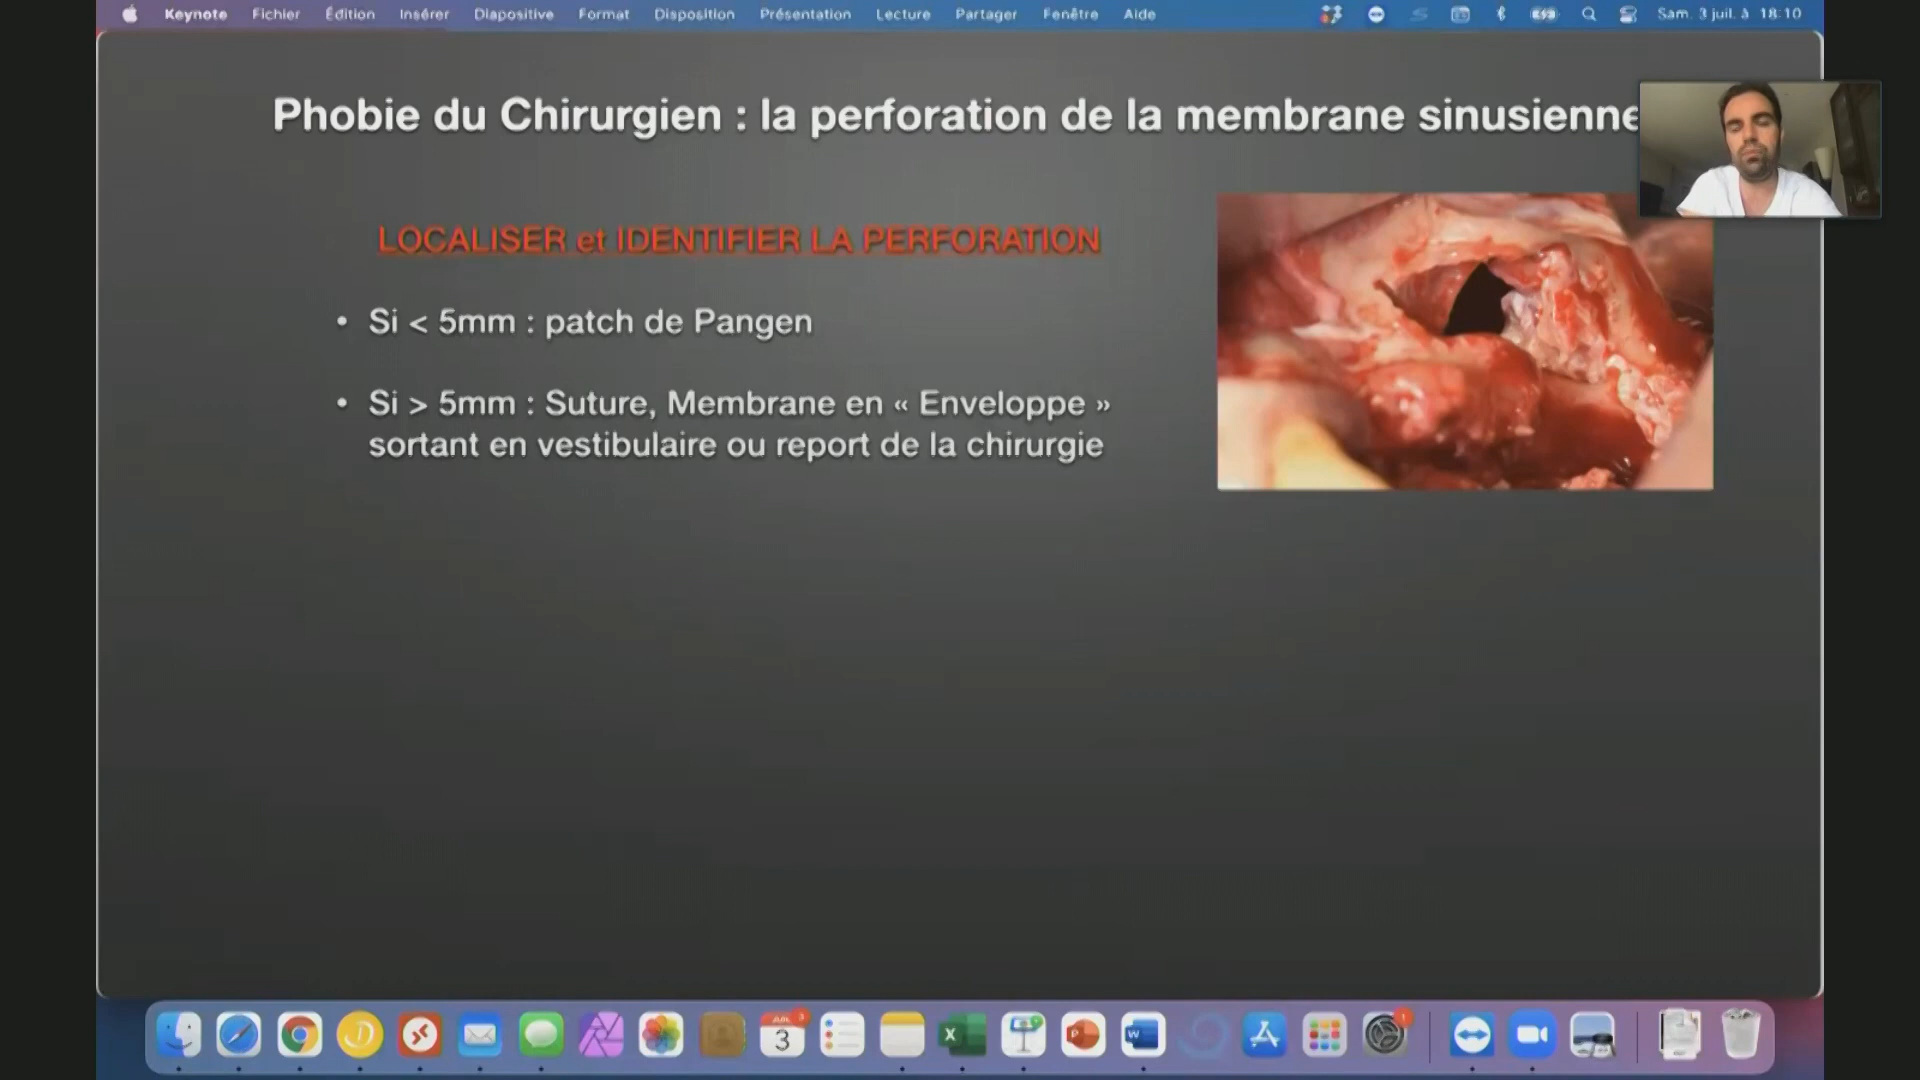 Keynote Fichier Édition Insérer Diapositive Format Disposition Présentation Lecture Partager Fenêtre Aide Sam. 3 juil. à 18:10
Phobie du Chirurgien : la perforation de la membrane sinusienne
LOCALISER et IDENTIFIER LA PERFORATION
• Si < 5mm : patch de Pangen
• Si > 5mm : Suture, Membrane en « Enveloppe »
sortant en vestibulaire ou report de la chirurgie
3
3
X
P
W
1